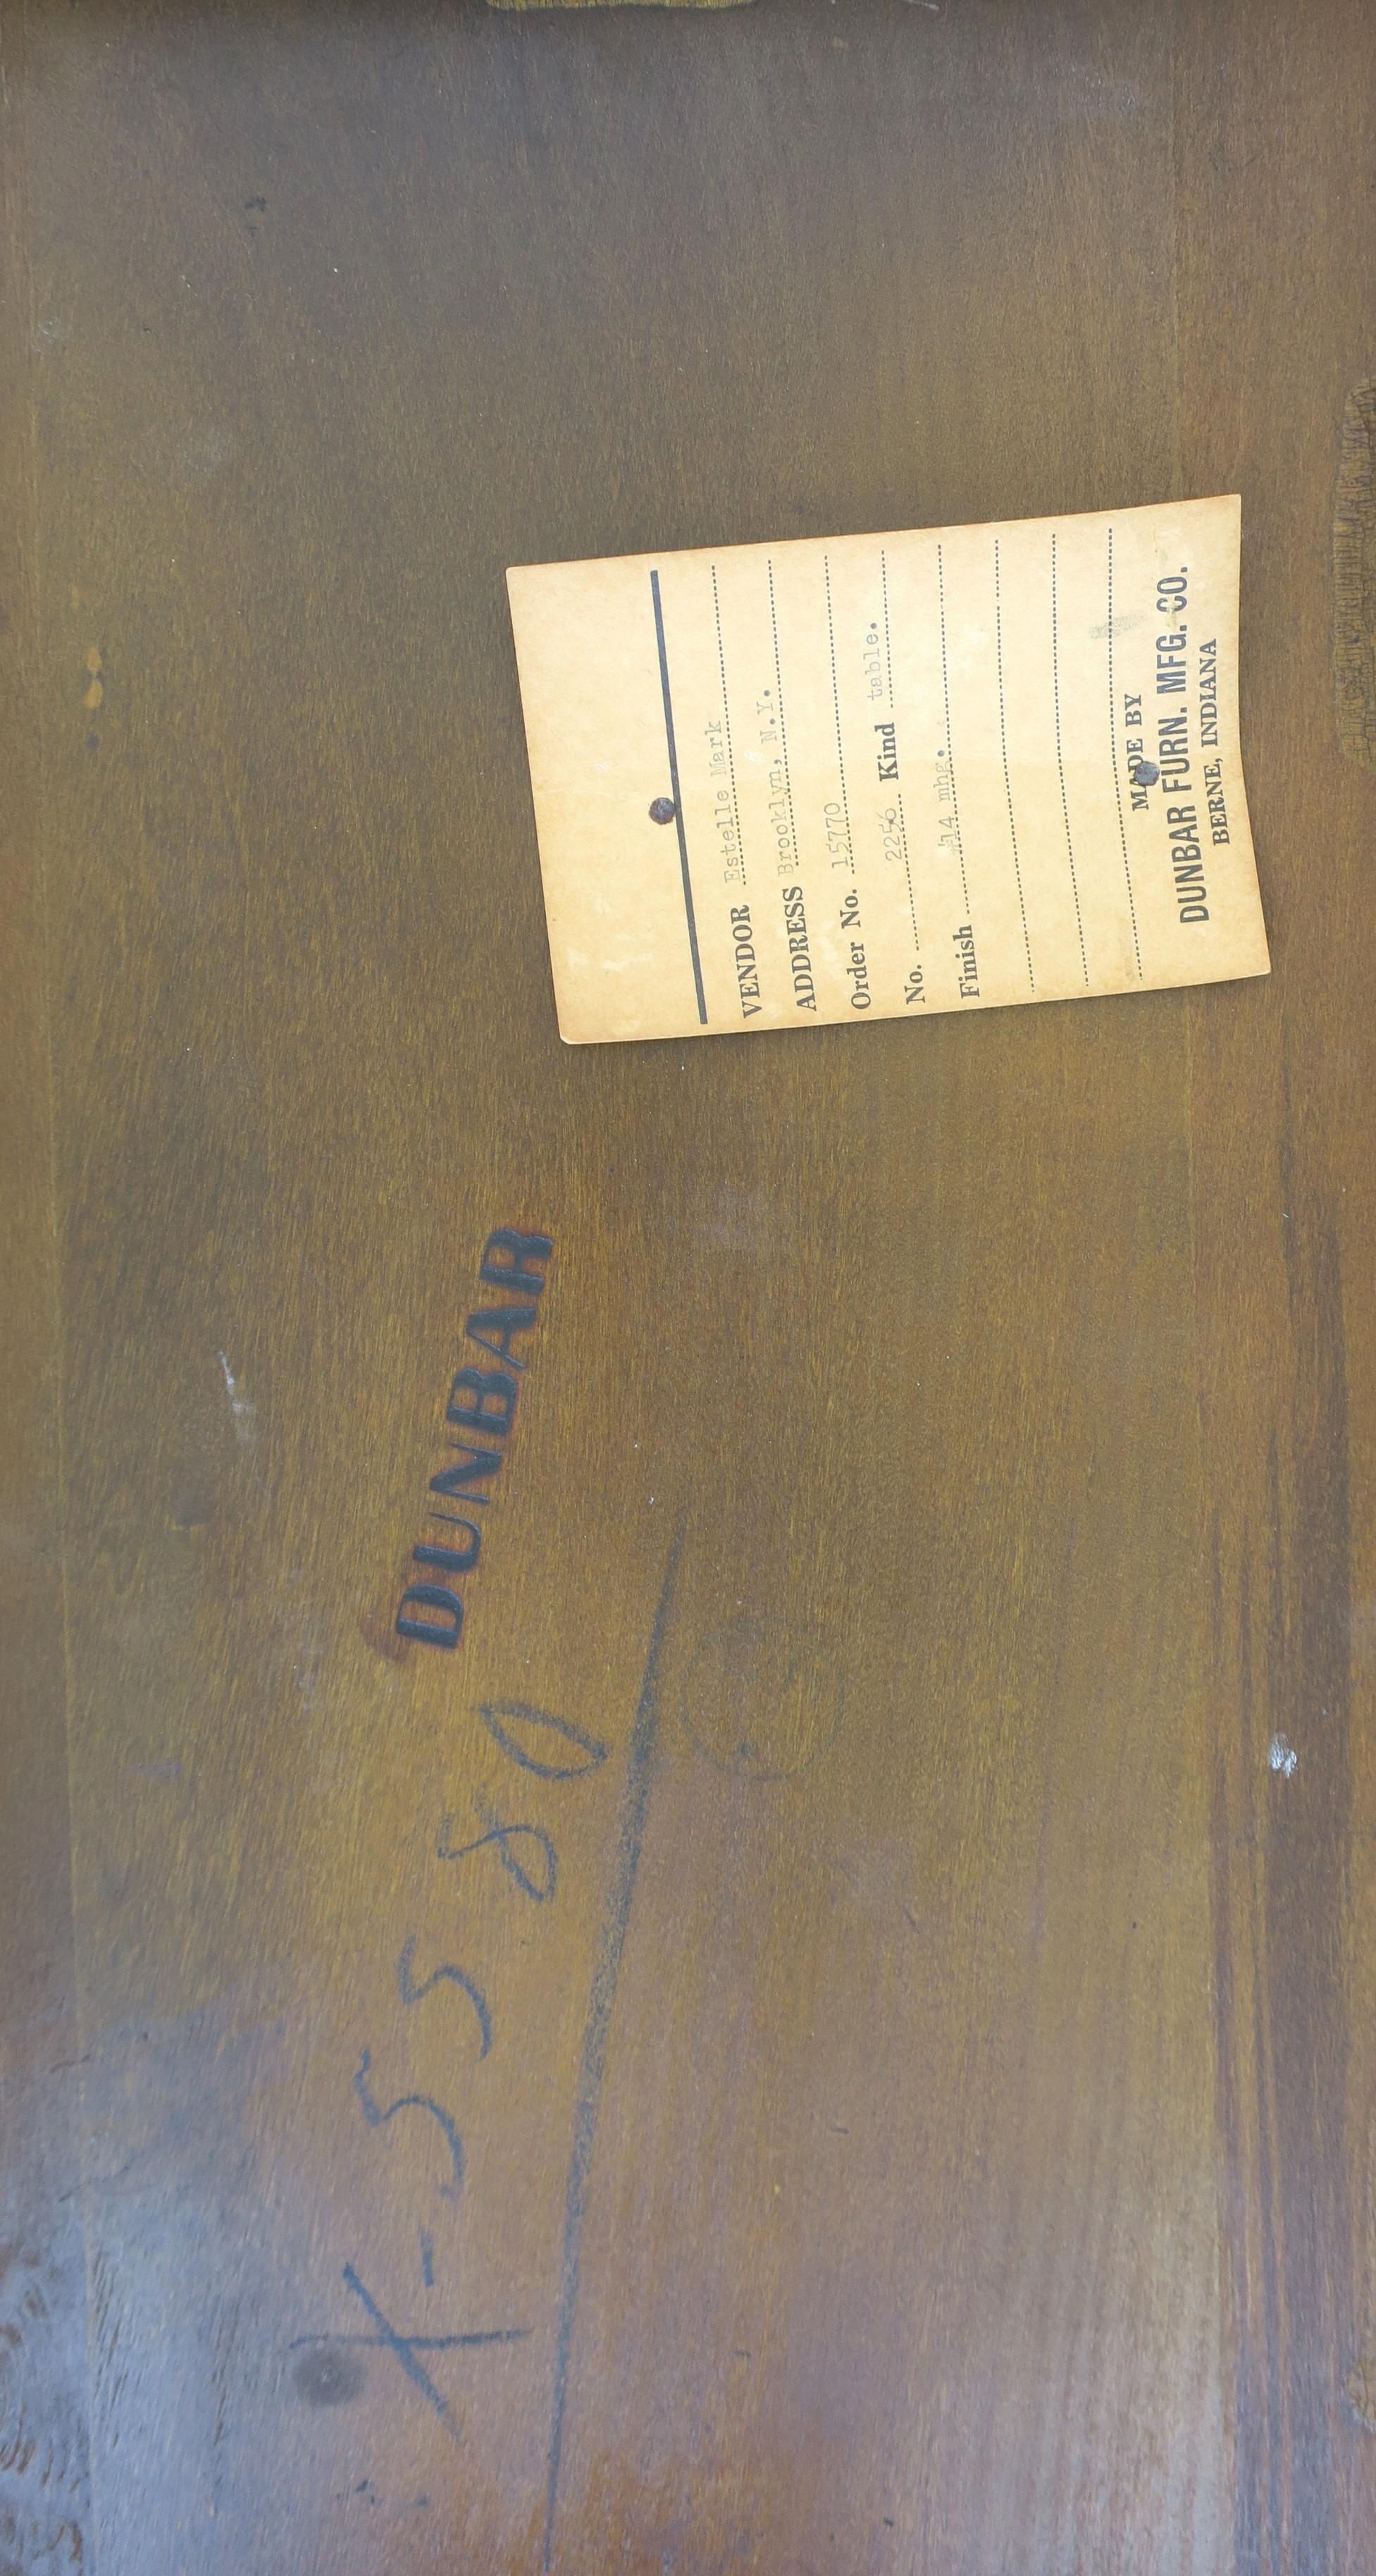 VENDOR Estelle Mark
ADDRESS Brooklyn, N.Y.
Order No. 15770
No. 2256 Kind table.
Finish #14 mhg.
MADE BY
DUNBAR FURN. MFG. CO.
BERNE, INDIANA
DUNBAR
X-5580